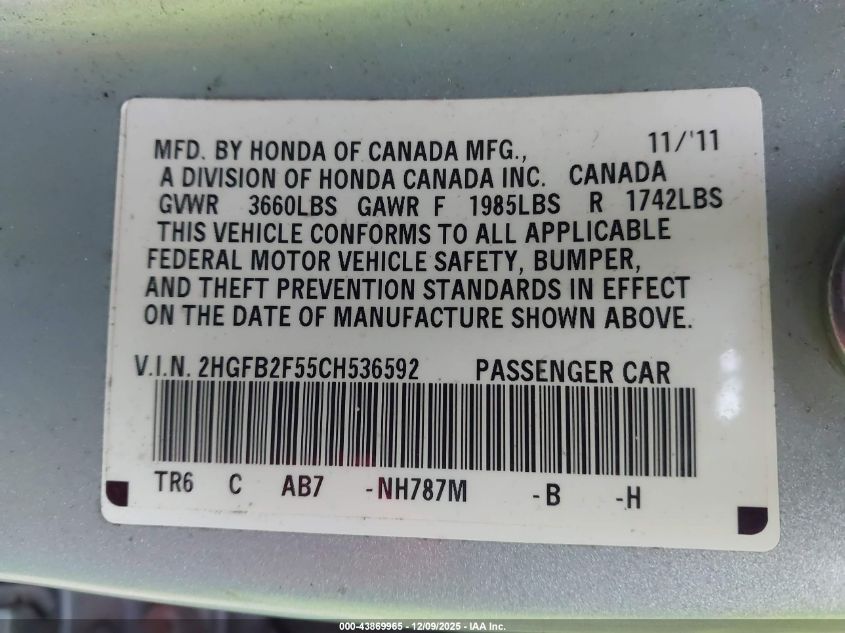 11/'11
MFD. BY HONDA OF CANADA MFG.,
A DIVISION OF HONDA CANADA INC. CANADA
GVWR 3660LBS GAWR F 1985LBS R 1742LBS
THIS VEHICLE CONFORMS TO ALL APPLICABLE
FEDERAL MOTOR VEHICLE SAFETY, BUMPER,
AND THEFT PREVENTION STANDARDS IN EFFECT
ON THE DATE OF MANUFACTURE SHOWN ABOVE.
V.I.N. 2HGFB2F55CH536592 PASSENGER CAR
TR6 C AB7 -NH787M -B -H
000-43869965 - 12/09/2025 - IAA Inc.